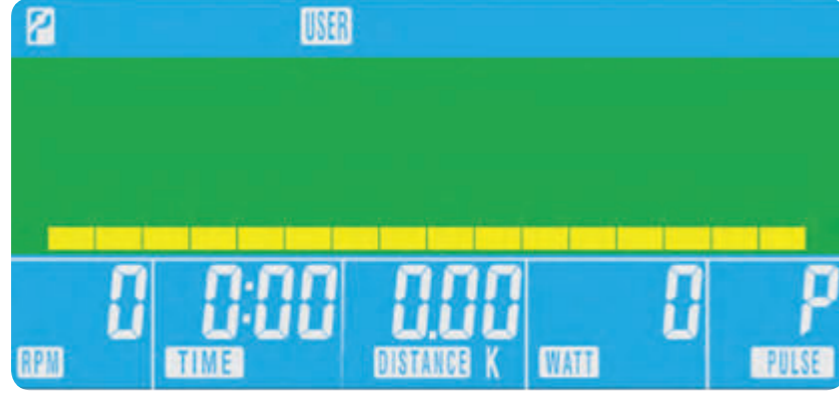 P
USER
0 0:00 0.00 0 P
RPM TIME DISTANCE K WATT PULSE